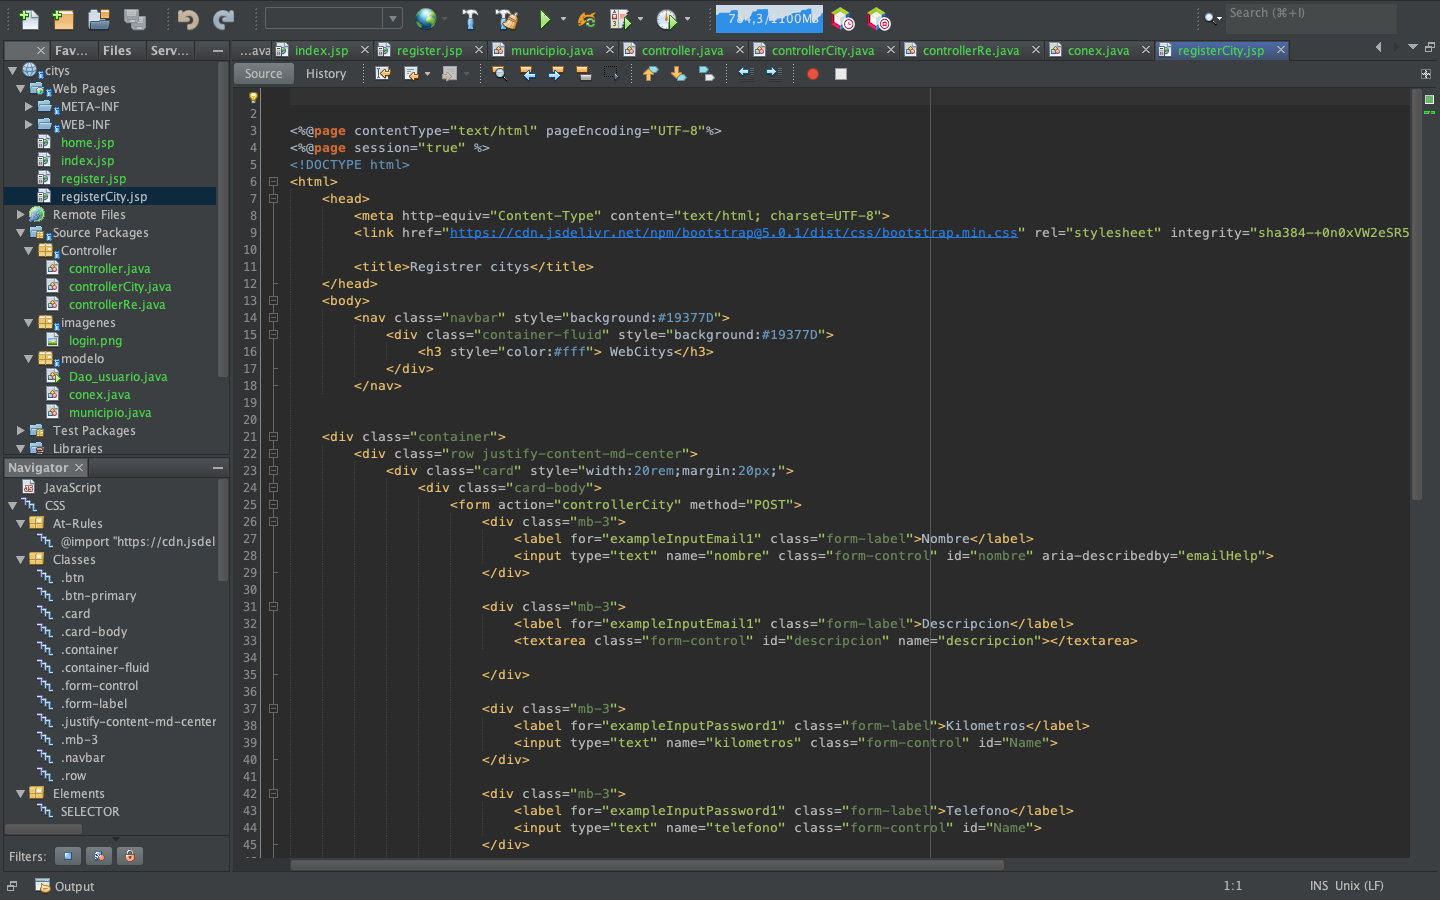 784,3/1100MB
Search (⌘+I)
Fav... Files Serv...
...ava index.jsp register.jsp municipio.java controller.java controllerCity.java controllerRe.java conex.java registerCity.jsp
Source History
citys
Web Pages
META-INF
WEB-INF
home.jsp
index.jsp
register.jsp
registerCity.jsp
Remote Files
Source Packages
Controller
controller.java
controllerCity.java
controllerRe.java
imagenes
login.png
modelo
Dao_usuario.java
conex.java
municipio.java
Test Packages
Libraries
Navigator
JavaScript
CSS
At-Rules
@import "https://cdn.jsdel
Classes
.btn
.btn-primary
.card
.card-body
.container
.container-fluid
.form-control
.form-label
.justify-content-md-center
.mb-3
.navbar
.row
Elements
SELECTOR
Filters:
2
3 <%@page contentType="text/html" pageEncoding="UTF-8"%>
4 <%@page session="true" %>
5 <!DOCTYPE html>
6 <html>
7 <head>
8 <meta http-equiv="Content-Type" content="text/html; charset=UTF-8">
9 <link href="https://cdn.jsdelivr.net/npm/bootstrap@5.0.1/dist/css/bootstrap.min.css" rel="stylesheet" integrity="sha384-+0n0xVW2eSR5
10
11 <title>Registrer citys</title>
12 </head>
13 <body>
14 <nav class="navbar" style="background:#19377D">
15 <div class="container-fluid" style="background:#19377D">
16 <h3 style="color:#fff"> WebCitys</h3>
17 </div>
18 </nav>
19
20
21 <div class="container">
22 <div class="row justify-content-md-center">
23 <div class="card" style="width:20rem;margin:20px;">
24 <div class="card-body">
25 <form action="controllerCity" method="POST">
26 <div class="mb-3">
27 <label for="exampleInputEmail1" class="form-label">Nombre</label>
28 <input type="text" name="nombre" class="form-control" id="nombre" aria-describedby="emailHelp">
29 </div>
30
31 <div class="mb-3">
32 <label for="exampleInputEmail1" class="form-label">Descripcion</label>
33 <textarea class="form-control" id="descripcion" name="descripcion"></textarea>
34
35 </div>
36
37 <div class="mb-3">
38 <label for="exampleInputPassword1" class="form-label">Kilometros</label>
39 <input type="text" name="kilometros" class="form-control" id="Name">
40 </div>
41
42 <div class="mb-3">
43 <label for="exampleInputPassword1" class="form-label">Telefono</label>
44 <input type="text" name="telefono" class="form-control" id="Name">
45 </div>
Output
1:1 INS Unix (LF)